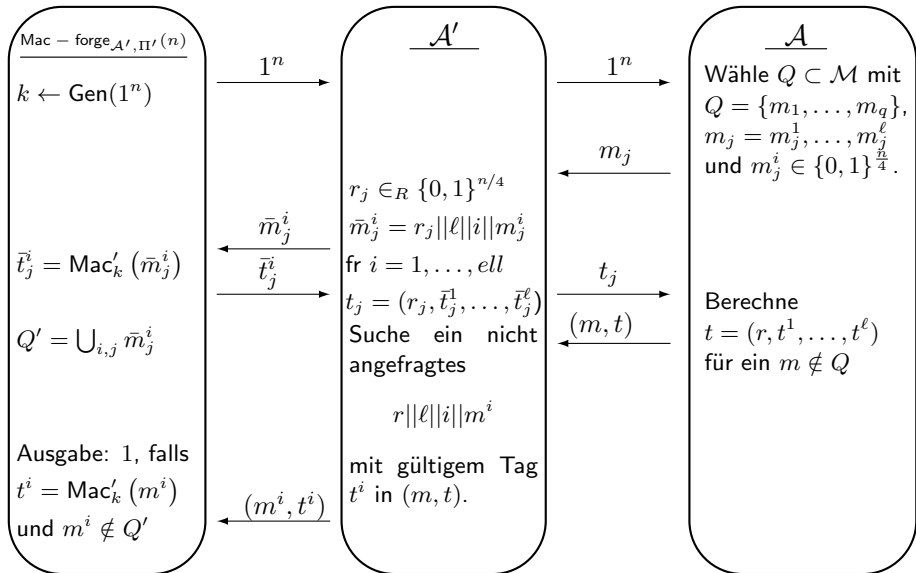 Mac − forge_{𝒜′,Π′}(n)
k ← Gen(1^n)
t̄_j^i = Mac′_k (m̄_j^i)
Q′ = ⋃_{i,j} m̄_j^i
Ausgabe: 1, falls
t^i = Mac′_k (m^i)
und m^i ∉ Q′
1^n
m̄_j^i
t̄_j^i
(m^i, t^i)
𝒜′
r_j ∈_R {0, 1}^{n/4}
m̄_j^i = r_j||ℓ||i||m_j^i
fr i = 1, . . . , ell
t_j = (r_j, t̄_j^1, . . . , t̄_j^ℓ)
Suche ein nicht
angefragtes
r||ℓ||i||m^i
mit gültigem Tag
t^i in (m, t).
1^n
m_j
t_j
(m, t)
𝒜
Wähle Q ⊂ ℳ mit
Q = {m_1, . . . , m_q},
m_j = m_j^1, . . . , m_j^ℓ
und m_j^i ∈ {0, 1}^{n/4}.
Berechne
t = (r, t^1, . . . , t^ℓ)
für ein m ∉ Q